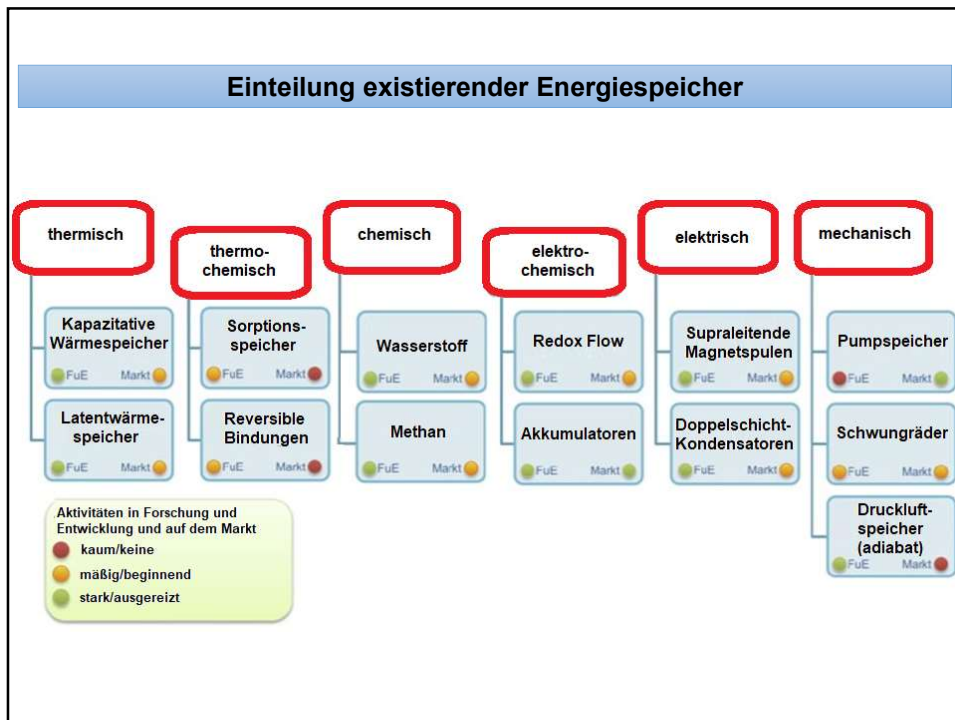 Einteilung existierender Energiespeicher
thermisch
thermo-
chemisch
chemisch
elektro-
chemisch
elektrisch
mechanisch
Kapazitative
Wärmespeicher
FuE Markt
Sorptions-
speicher
FuE Markt
Wasserstoff
FuE Markt
Redox Flow
FuE Markt
Supraleitende
Magnetspulen
FuE Markt
Pumpspeicher
FuE Markt
Latentwärme-
speicher
FuE Markt
Reversible
Bindungen
FuE Markt
Methan
FuE Markt
Akkumulatoren
FuE Markt
Doppelschicht-
Kondensatoren
FuE Markt
Schwungräder
FuE Markt
Druckluft-
speicher
(adiabat)
FuE Markt
Aktivitäten in Forschung und
Entwicklung und auf dem Markt
kaum/keine
mäßig/beginnend
stark/ausgereizt